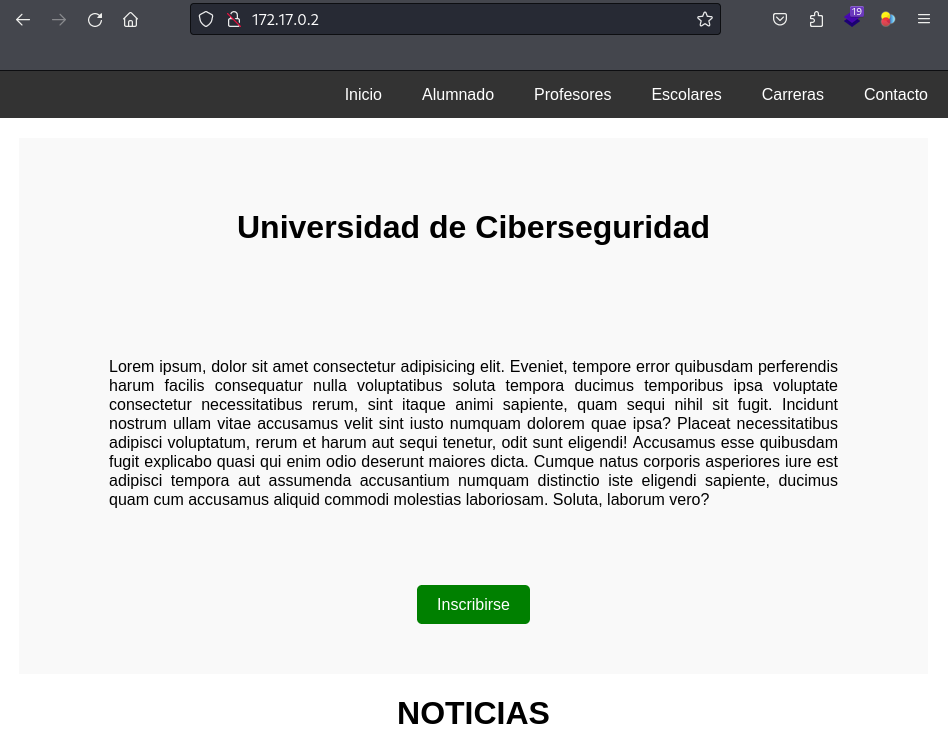 172.17.0.2
19
Inicio Alumnado Profesores Escolares Carreras Contacto
Universidad de Ciberseguridad
Lorem ipsum, dolor sit amet consectetur adipisicing elit. Eveniet, tempore error quibusdam perferendis
harum facilis consequatur nulla voluptatibus soluta tempora ducimus temporibus ipsa voluptate
consectetur necessitatibus rerum, sint itaque animi sapiente, quam sequi nihil sit fugit. Incidunt
nostrum ullam vitae accusamus velit sint iusto numquam dolorem quae ipsa? Placeat necessitatibus
adipisci voluptatum, rerum et harum aut sequi tenetur, odit sunt eligendi! Accusamus esse quibusdam
fugit explicabo quasi qui enim odio deserunt maiores dicta. Cumque natus corporis asperiores iure est
adipisci tempora aut assumenda accusantium numquam distinctio iste eligendi sapiente, ducimus
quam cum accusamus aliquid commodi molestias laboriosam. Soluta, laborum vero?
Inscribirse
NOTICIAS